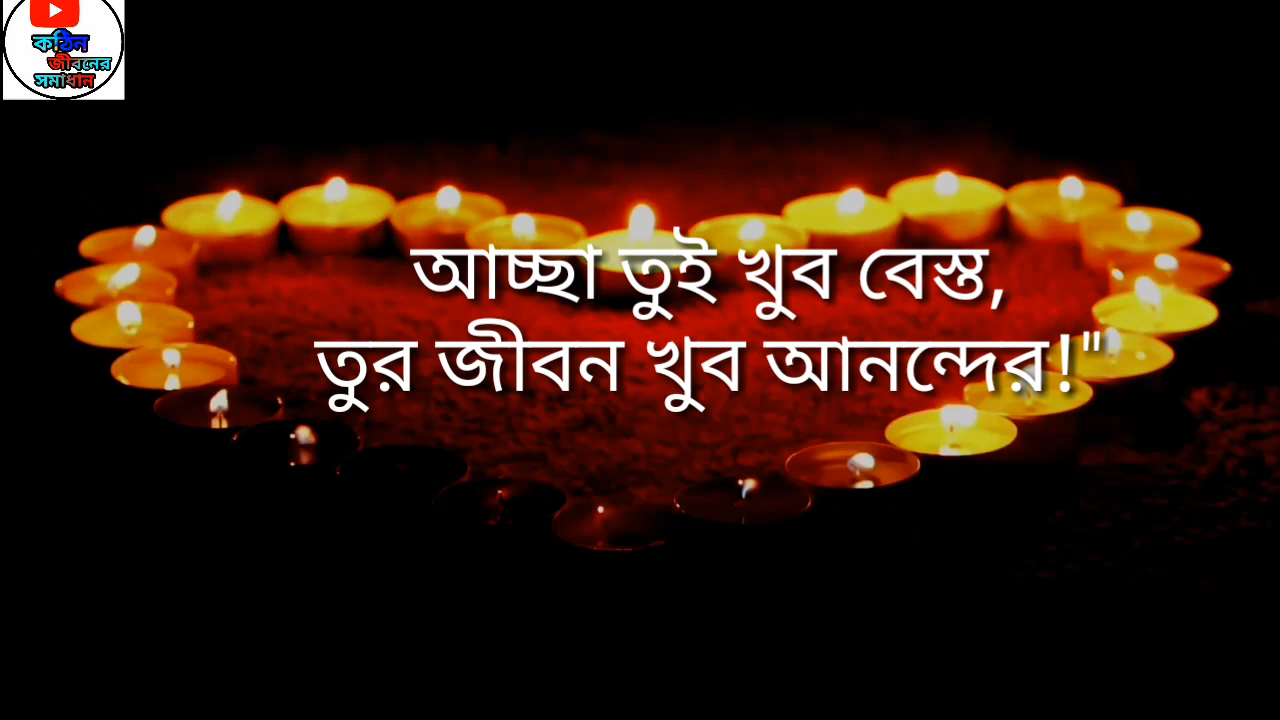 কঠিন
জীবনের
সমাধান
আচ্ছা তুই খুব বেস্ত,
তুর জীবন খুব আনন্দের!"